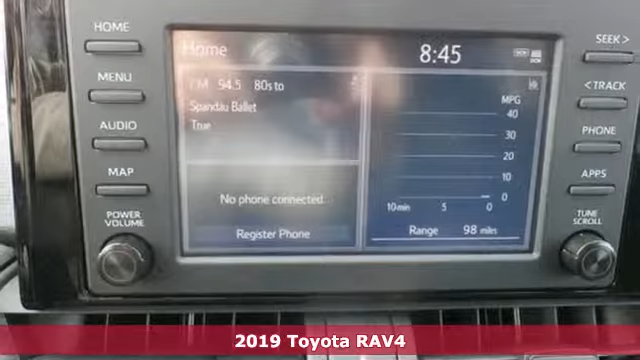 HOME
MENU
AUDIO
MAP
POWER
VOLUME
Home
8:45
FM 94.5 80s to
Spandau Ballet
True
No phone connected.
Register Phone
MPG
40
30
20
10
0
10 min 5 0
Range 98 miles
SEEK >
< TRACK
PHONE
APPS
TUNE
SCROLL
2019 Toyota RAV4